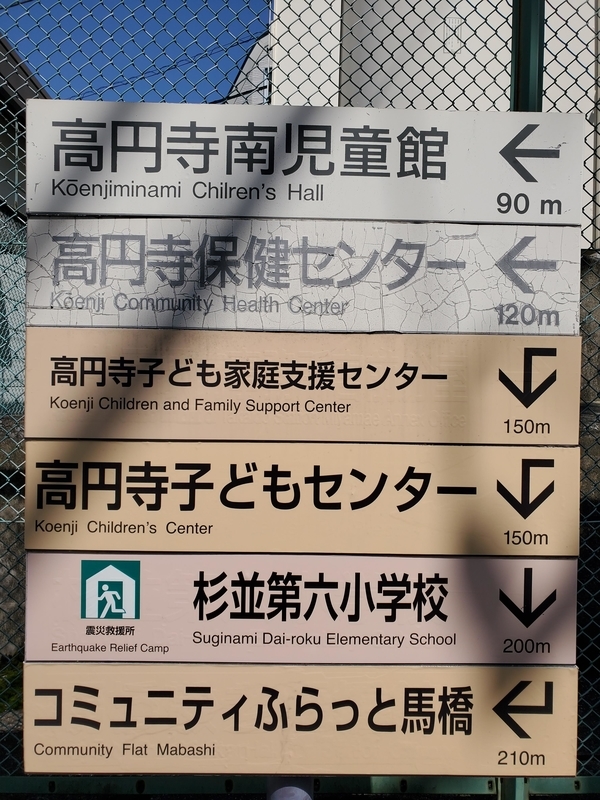 高円寺南児童館
Kōenjiminami Chilren's Hall
← 90 m
高円寺保健センター
Kōenji Community Health Center
← 120m
高円寺子ども家庭支援センター
Koenji Children and Family Support Center
150m
高円寺子どもセンター
Koenji Children's Center
150m
震災救援所
Earthquake Relief Camp
杉並第六小学校
Suginami Dai-roku Elementary School
↓ 200m
コミュニティふらっと馬橋
Community Flat Mabashi
210m